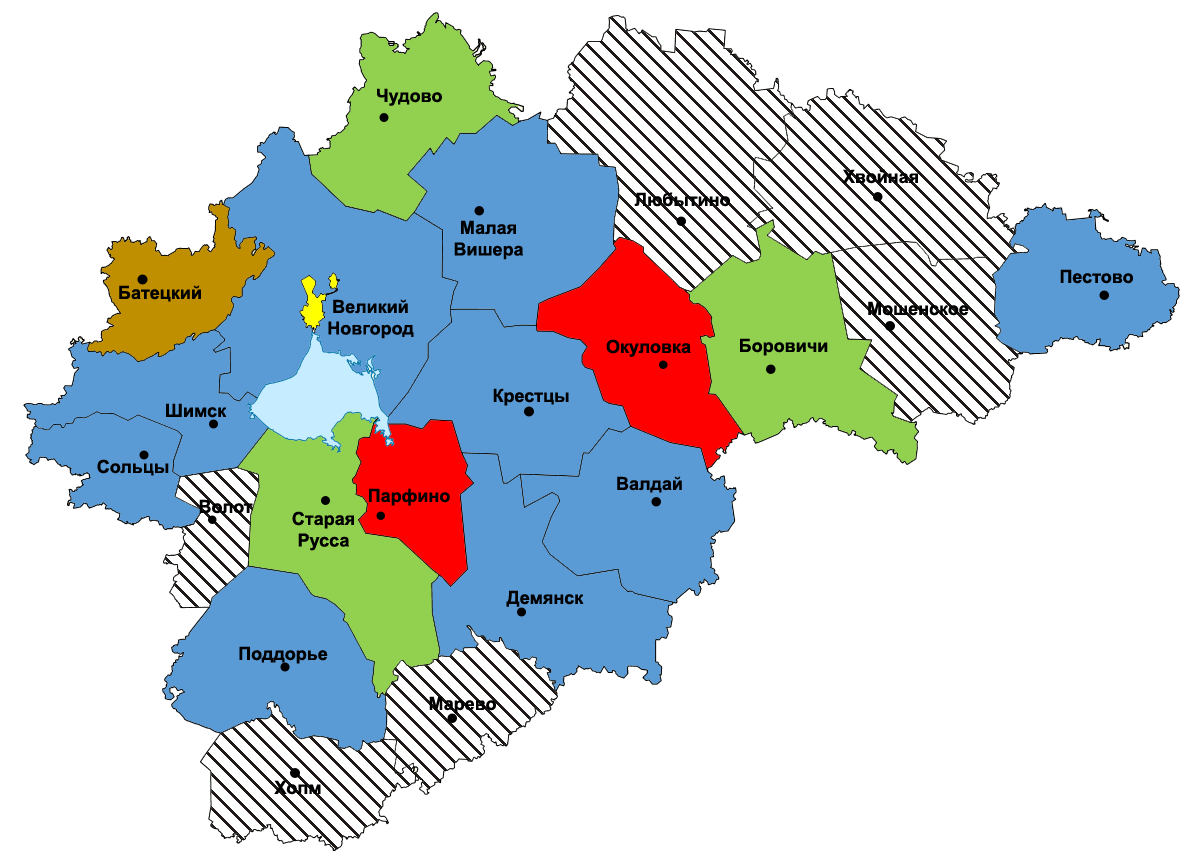 Чудово
Хвойная
Любытино
Малая
Вишера
Пестово
Батецкий
Великий
Новгород
Мошенское
Окуловка
Боровичи
Крестцы
Шимск
Сольцы
Валдай
Парфино
Волот
Старая
Русса
Демянск
Поддорье
Марево
Холм